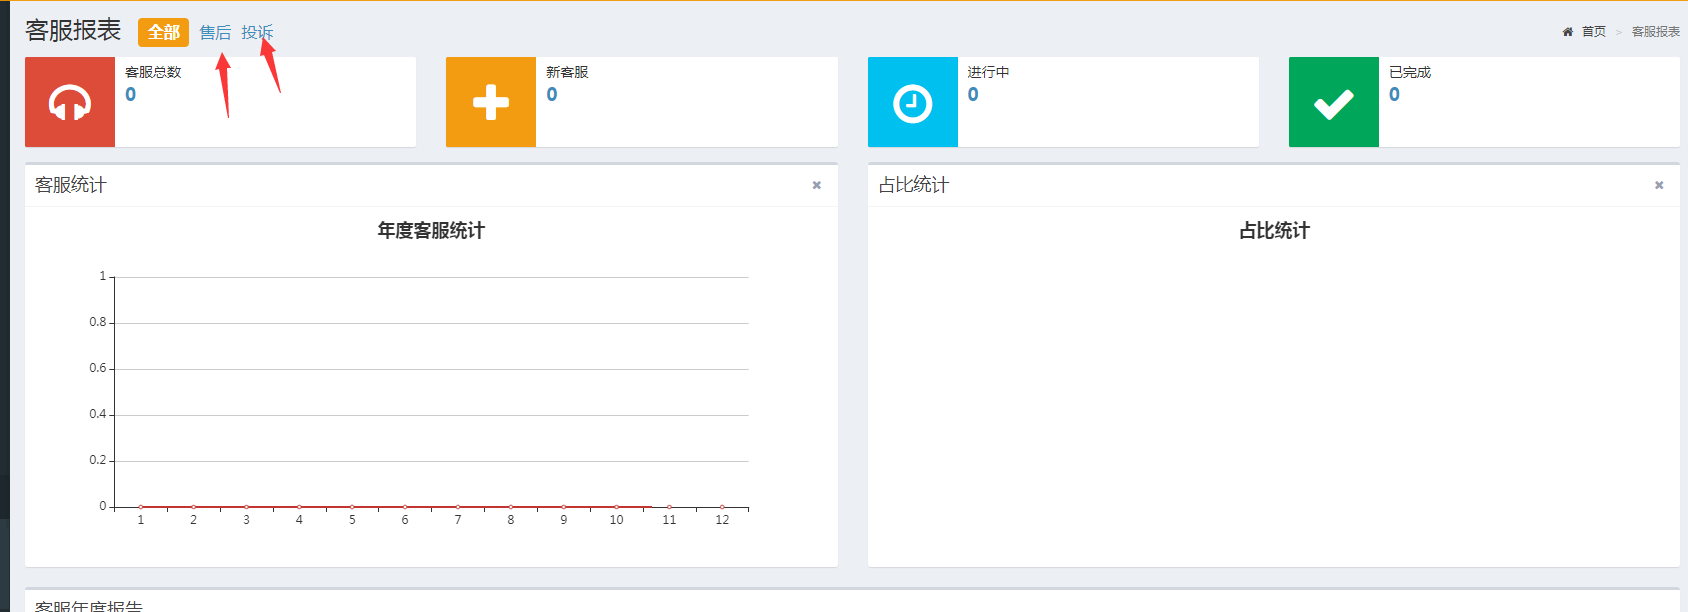 客服报表 全部 售后 投诉
首页 > 客服报表
客服总数
0
新客服
0
进行中
0
已完成
0
客服统计
年度客服统计
1
0.8
0.6
0.4
0.2
0
1 2 3 4 5 6 7 8 9 10 11 12
占比统计
占比统计
客服年度报告